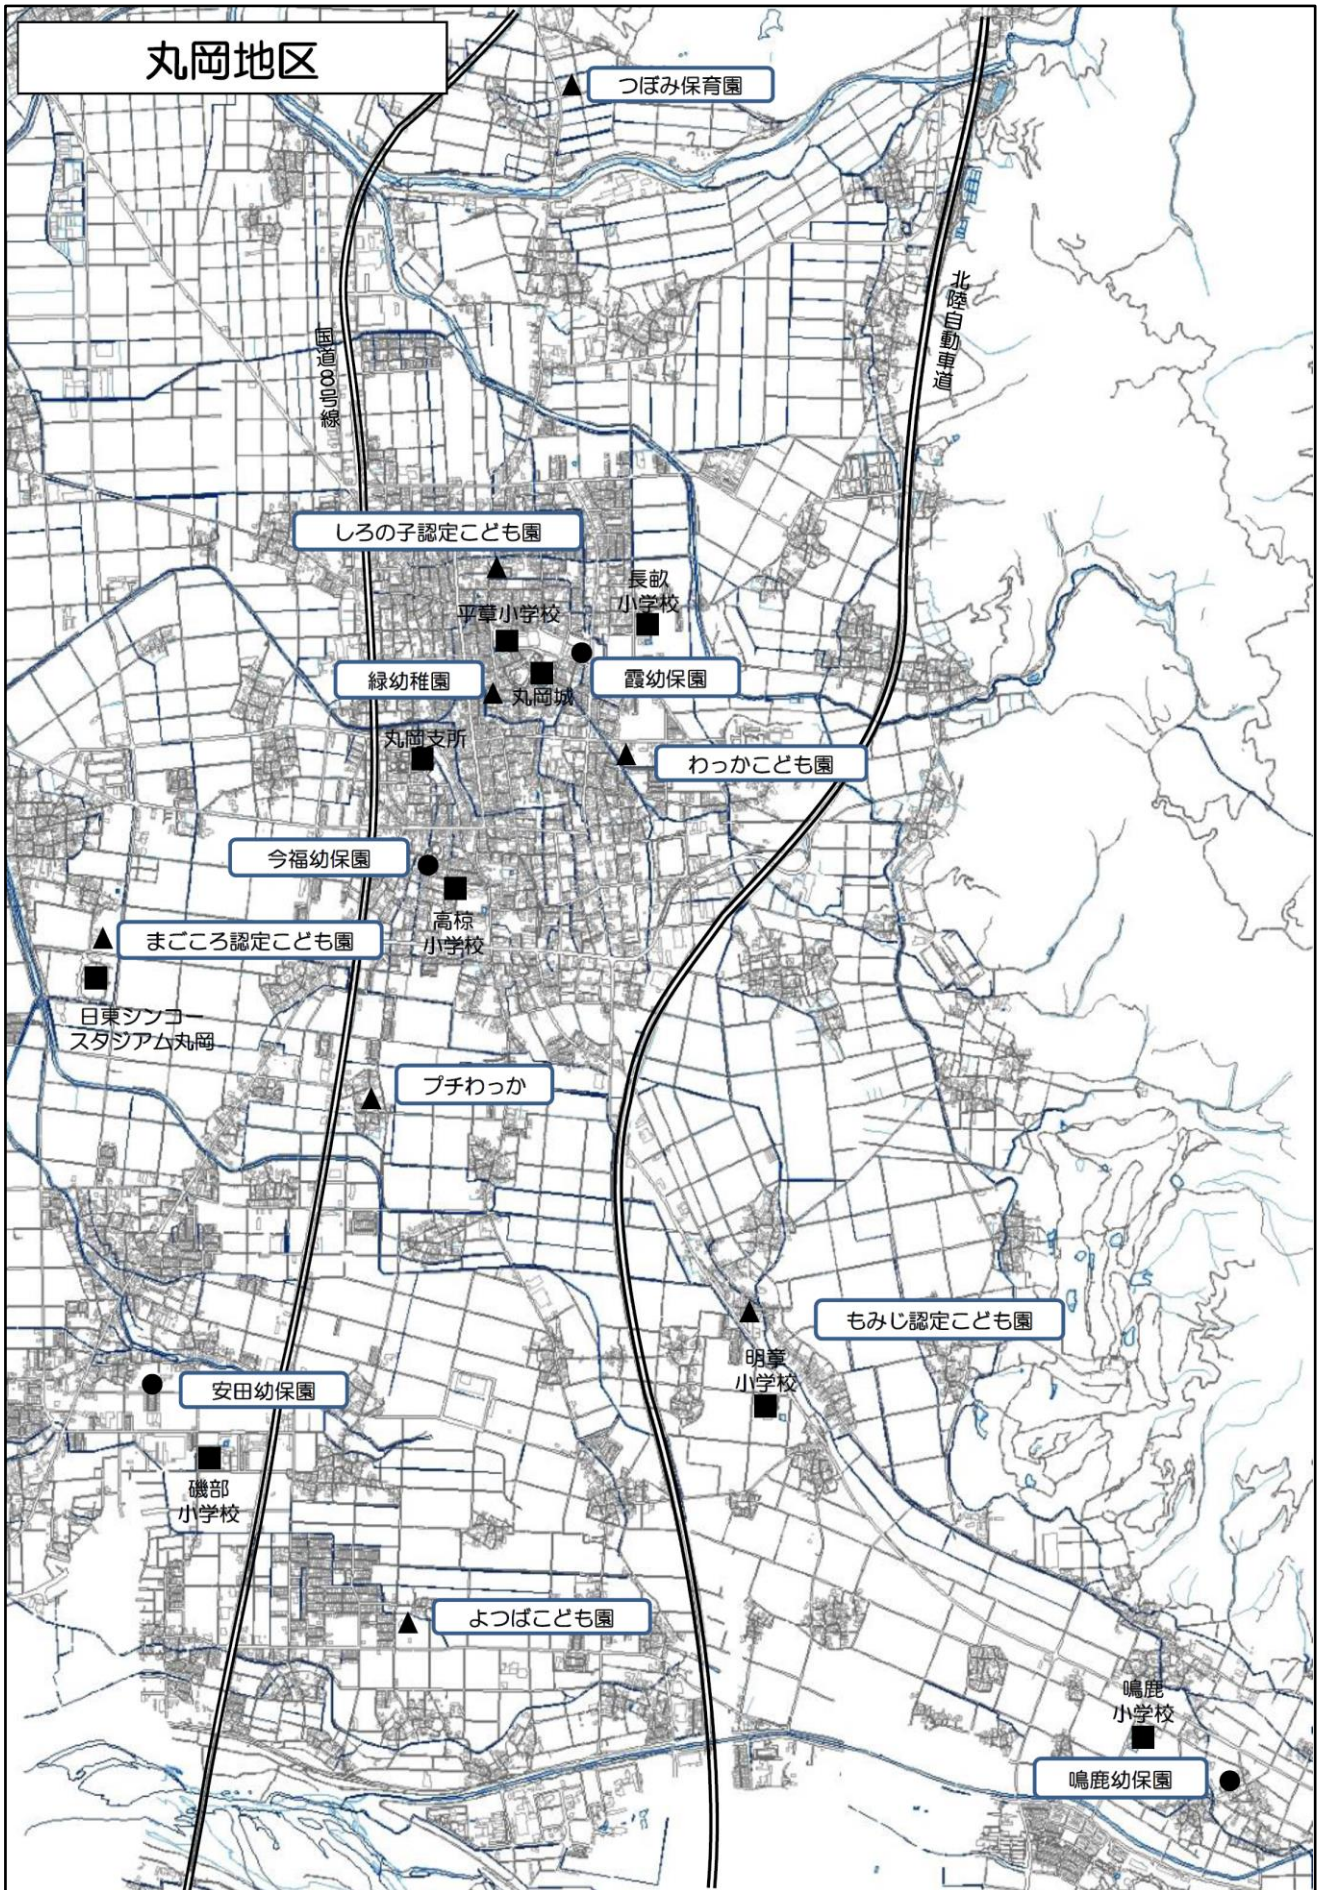 丸岡地区
つぼみ保育園
北陸自動車道
国道8号線
しろの子認定こども園
長畝
小学校
平章小学校
緑幼稚園
霞幼保園
丸岡城
丸岡支所
わっかこども園
今福幼保園
高椋
小学校
まごころ認定こども園
日東シンコー
スタジアム丸岡
プチわっか
もみじ認定こども園
明章
小学校
安田幼保園
磯部
小学校
よつばこども園
鳴鹿
小学校
鳴鹿幼保園